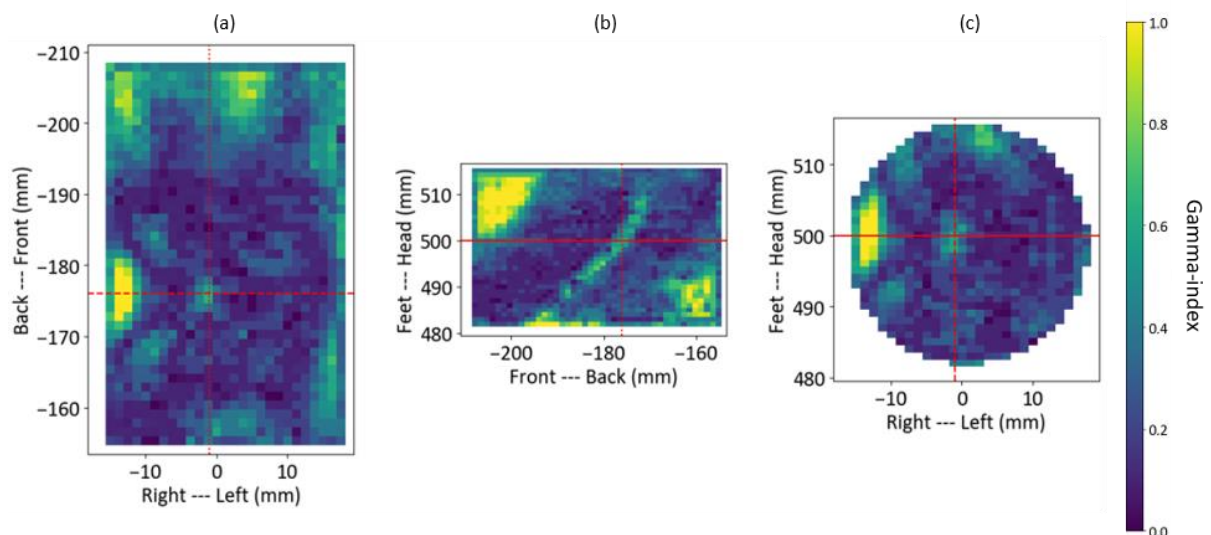 (a)
−210
−200
−190
−180
−170
−160
Back --- Front (mm)
−10 0 10
Right --- Left (mm)
(b)
510
500
490
480
Feet --- Head (mm)
−200 −180 −160
Front --- Back (mm)
(c)
510
500
490
480
Feet --- Head (mm)
−10 0 10
Right --- Left (mm)
1.0
0.8
0.6
0.4
0.2
0.0
Gamma-index